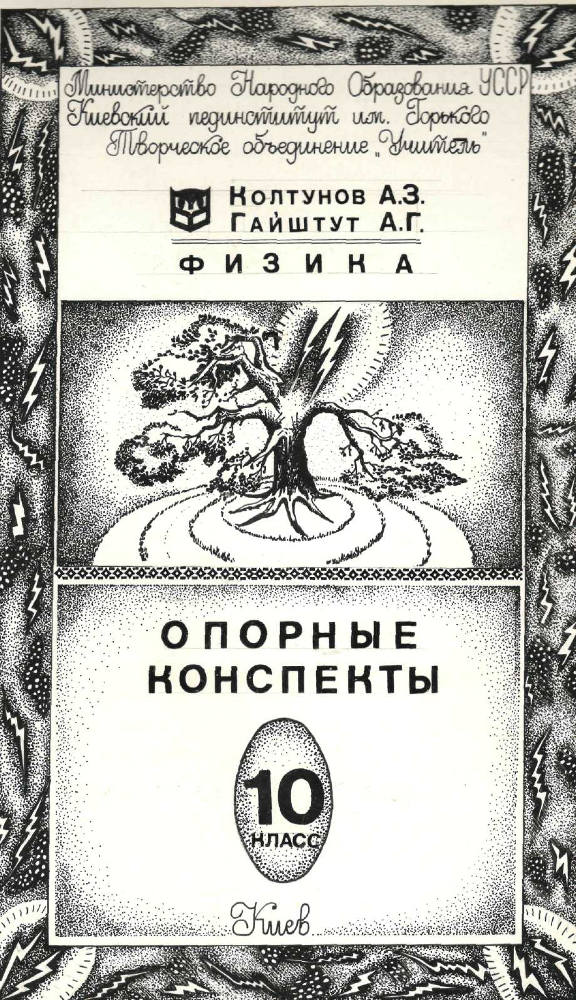 Министерство Народного Образования УССР
Киевский пединститут им. Горького
Творческое объединение „Учитель"
КОЛТУНОВ А.З.
ГАЙШТУТ А.Г.
ФИЗИКА
ОПОРНЫЕ
КОНСПЕКТЫ
10
КЛАСС
Киев